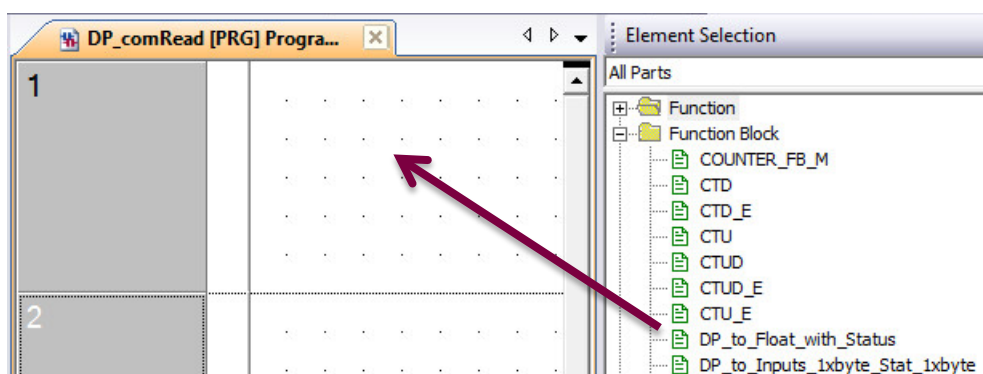 DP_comRead [PRG] Progra...
1
2
Element Selection
All Parts
Function
Function Block
COUNTER_FB_M
CTD
CTD_E
CTU
CTUD
CTUD_E
CTU_E
DP_to_Float_with_Status
DP_to_Inputs_1xbyte_Stat_1xbyte